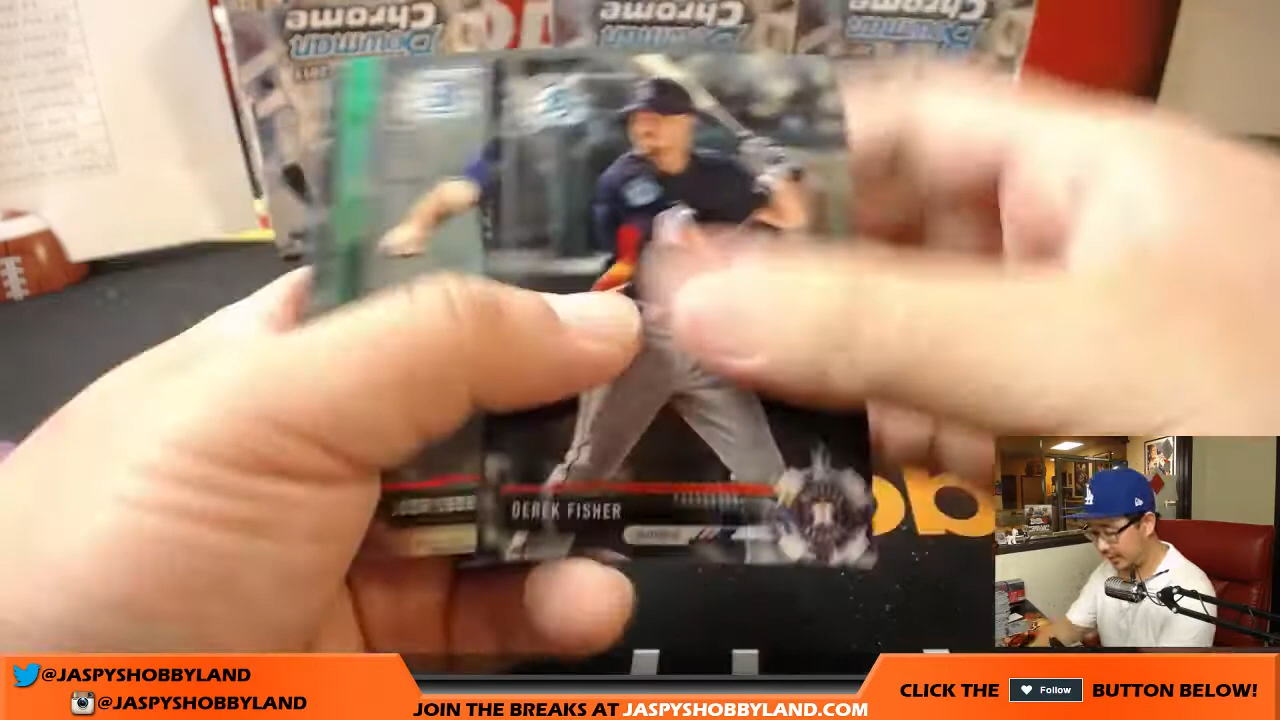 Bowman
Chrome
Bowman
Chrome
Bowman
Chrome
DEREK FISHER
ob
@JASPYSHOBBYLAND
@JASPYSHOBBYLAND
JOIN THE BREAKS AT JASPYSHOBBYLAND.COM
CLICK THE Follow BUTTON BELOW!